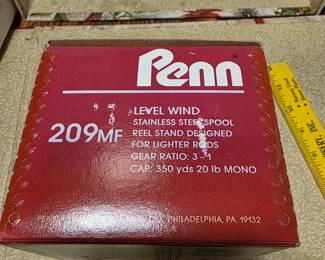 Penn®
LEVEL WIND
209MF
STAINLESS STEEL SPOOL
REEL STAND DESIGNED
FOR LIGHTER RODS
GEAR RATIO: 3-1
CAP: 350 yds 20 lb MONO
PENN PHILADELPHIA, PA. 19132